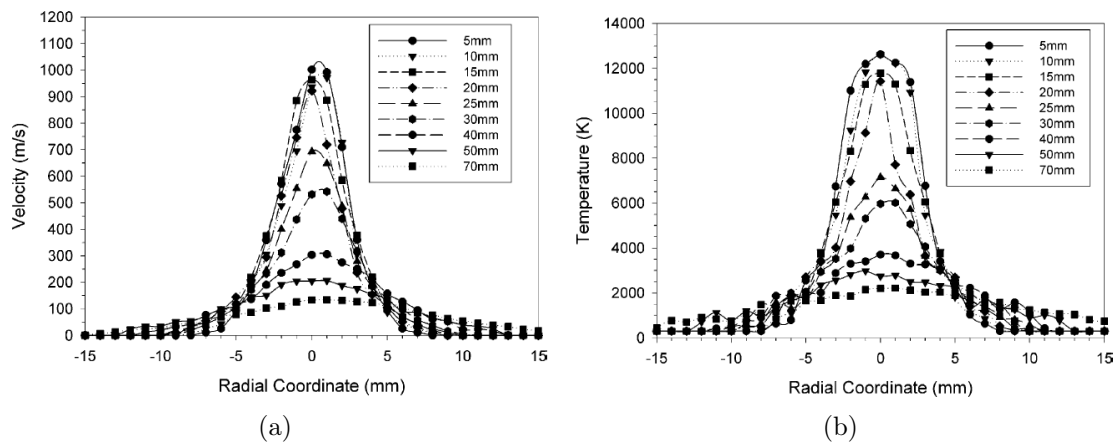 1200
1100
1000
900
800
700
600
500
400
300
200
100
0
Velocity (m/s)
-15 -10 -5 0 5 10 15
Radial Coordinate (mm)
5mm
10mm
15mm
20mm
25mm
30mm
40mm
50mm
70mm
(a)
14000
12000
10000
8000
6000
4000
2000
0
Temperature (K)
-15 -10 -5 0 5 10 15
Radial Coordinate (mm)
5mm
10mm
15mm
20mm
25mm
30mm
40mm
50mm
70mm
(b)